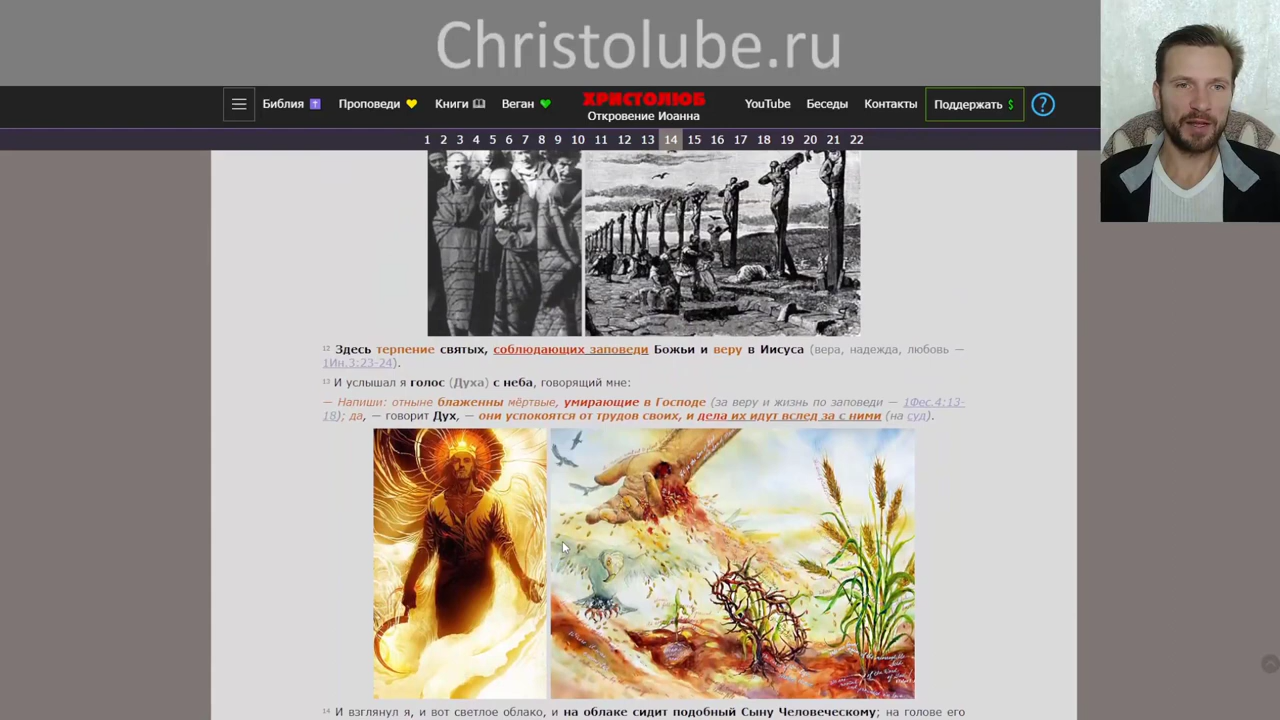 Christolube.ru
Библия Проповеди Книги Веган ХРИСТОЛЮБ YouTube Беседы Контакты Поддержать $ ?
Откровение Иоанна
1 2 3 4 5 6 7 8 9 10 11 12 13 14 15 16 17 18 19 20 21 22
12 Здесь терпение святых, соблюдающих заповеди Божьи и веру в Иисуса (вера, надежда, любовь —
1Ин.3:23-24).
13 И услышал я голос (Духа) с неба, говорящий мне:
— Напиши: отныне блаженны мёртвые, умирающие в Господе (за веру и жизнь по заповеди — 1Фес.4:13-
18); да, — говорит Дух, — они успокоятся от трудов своих, и дела их идут вслед за с ними (на суд).
14 И взглянул я, и вот светлое облако, и на облаке сидит подобный Сыну Человеческому; на голове его